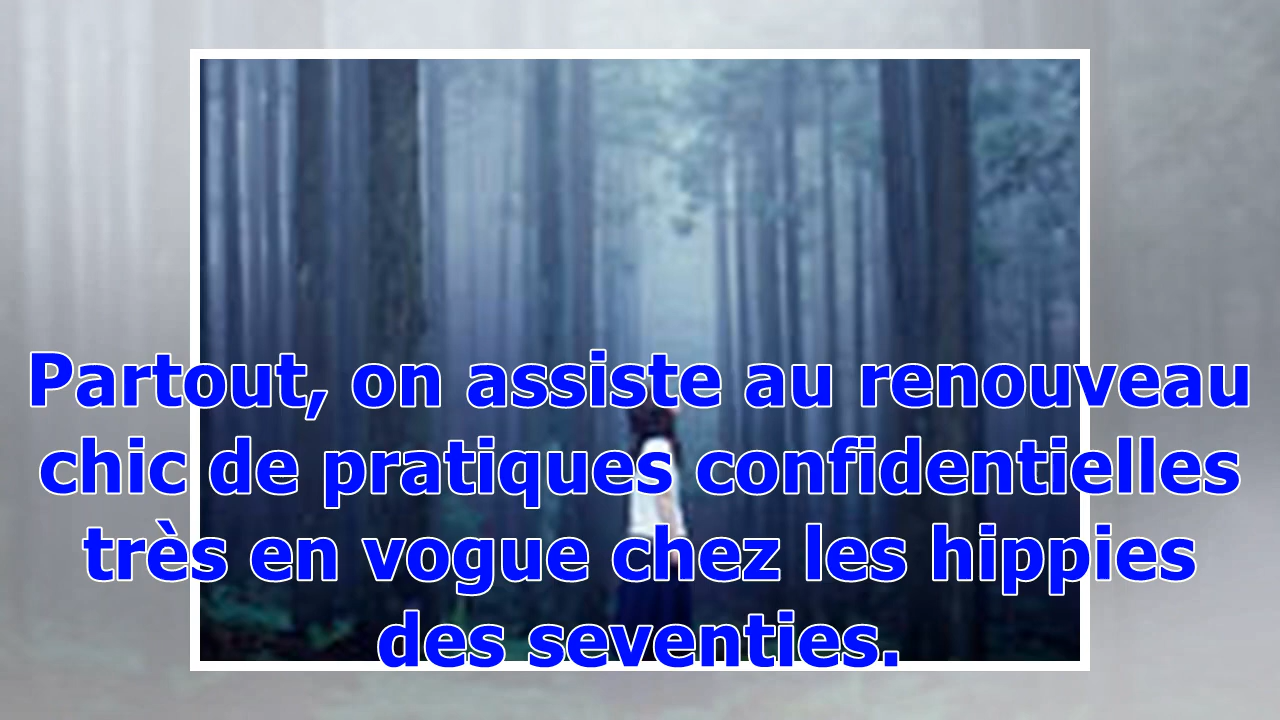 Partout, on assiste au renouveau
chic de pratiques confidentielles
très en vogue chez les hippies
des seventies.